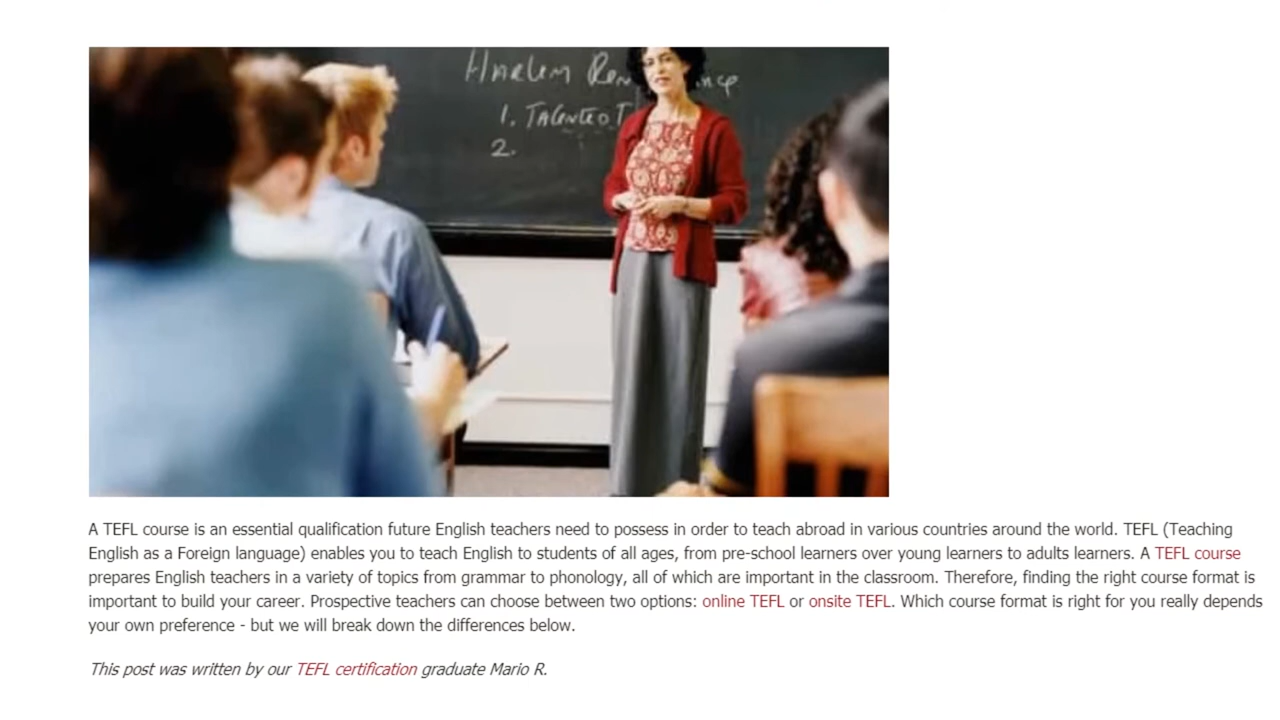 Harlem
1. TALENTED T
2.
A TEFL course is an essential qualification future English teachers need to possess in order to teach abroad in various countries around the world. TEFL (Teaching
English as a Foreign language) enables you to teach English to students of all ages, from pre-school learners over young learners to adults learners. A TEFL course
prepares English teachers in a variety of topics from grammar to phonology, all of which are important in the classroom. Therefore, finding the right course format is
important to build your career. Prospective teachers can choose between two options: online TEFL or onsite TEFL. Which course format is right for you really depends
your own preference - but we will break down the differences below.
This post was written by our TEFL certification graduate Mario R.